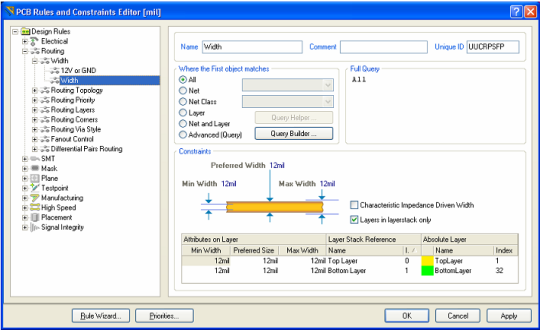 PCB Rules and Constraints Editor [mil]
Design Rules
Electrical
Routing
Width
12V or GND
Width
Routing Topology
Routing Priority
Routing Layers
Routing Corners
Routing Via Style
Fanout Control
Differential Pairs Routing
SMT
Mask
Plane
Testpoint
Manufacturing
High Speed
Placement
Signal Integrity
Name Width Comment Unique ID UUCRPSFP
Where the First object matches
All
Net
Net Class
Layer
Net and Layer
Advanced (Query)
Query Helper ...
Query Builder ...
Full Query
All
Constraints
Preferred Width 12mil
Min Width 12mil Max Width 12mil
Characteristic Impedance Driven Width
Layers in layerstack only
Attributes on Layer Layer Stack Reference Absolute Layer
Min Width Preferred Size Max Width Name I. Name Index
12mil 12mil 12mil Top Layer 0 TopLayer 1
12mil 12mil 12mil Bottom Layer 1 BottomLayer 32
Rule Wizard... Priorities... OK Cancel Apply